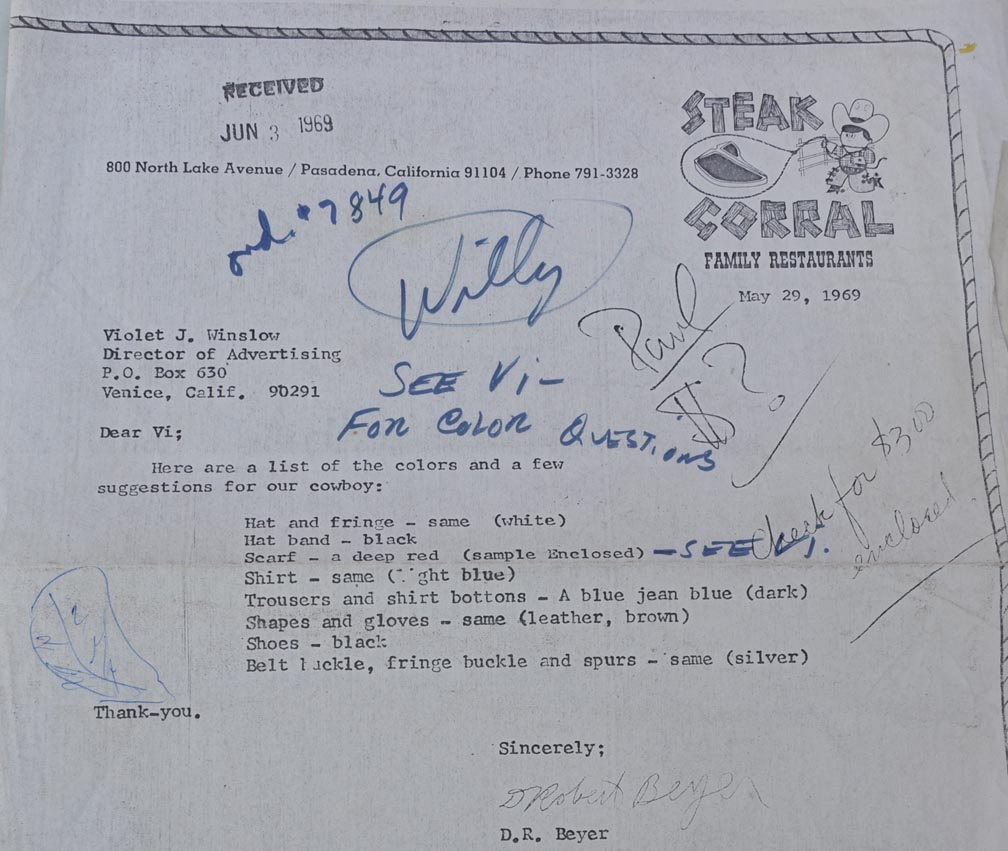 RECEIVED
JUN 3 1969
STEAK
CORRAL
FAMILY RESTAURANTS
800 North Lake Avenue / Pasadena, California 91104 / Phone 791-3328
ord. #7849
Willy
Paul
$?
May 29, 1969
Violet J. Winslow
Director of Advertising
P.O. Box 630
Venice, Calif. 90291
SEE Vi-
FOR COLOR QUESTIONS
Dear Vi;
Here are a list of the colors and a few
suggestions for our cowboy:
Check for $3.00
enclosed
Hat and fringe - same (white)
Hat band - black
Scarf - a deep red (sample Enclosed) - SEE Vi.
Shirt - same (light blue)
Trousers and shirt bottons - A blue jean blue (dark)
Shapes and gloves - same (leather, brown)
Shoes - black
Belt buckle, fringe buckle and spurs - same (silver)
Thank-you.
Sincerely;
D Robert Beyer
D.R. Beyer